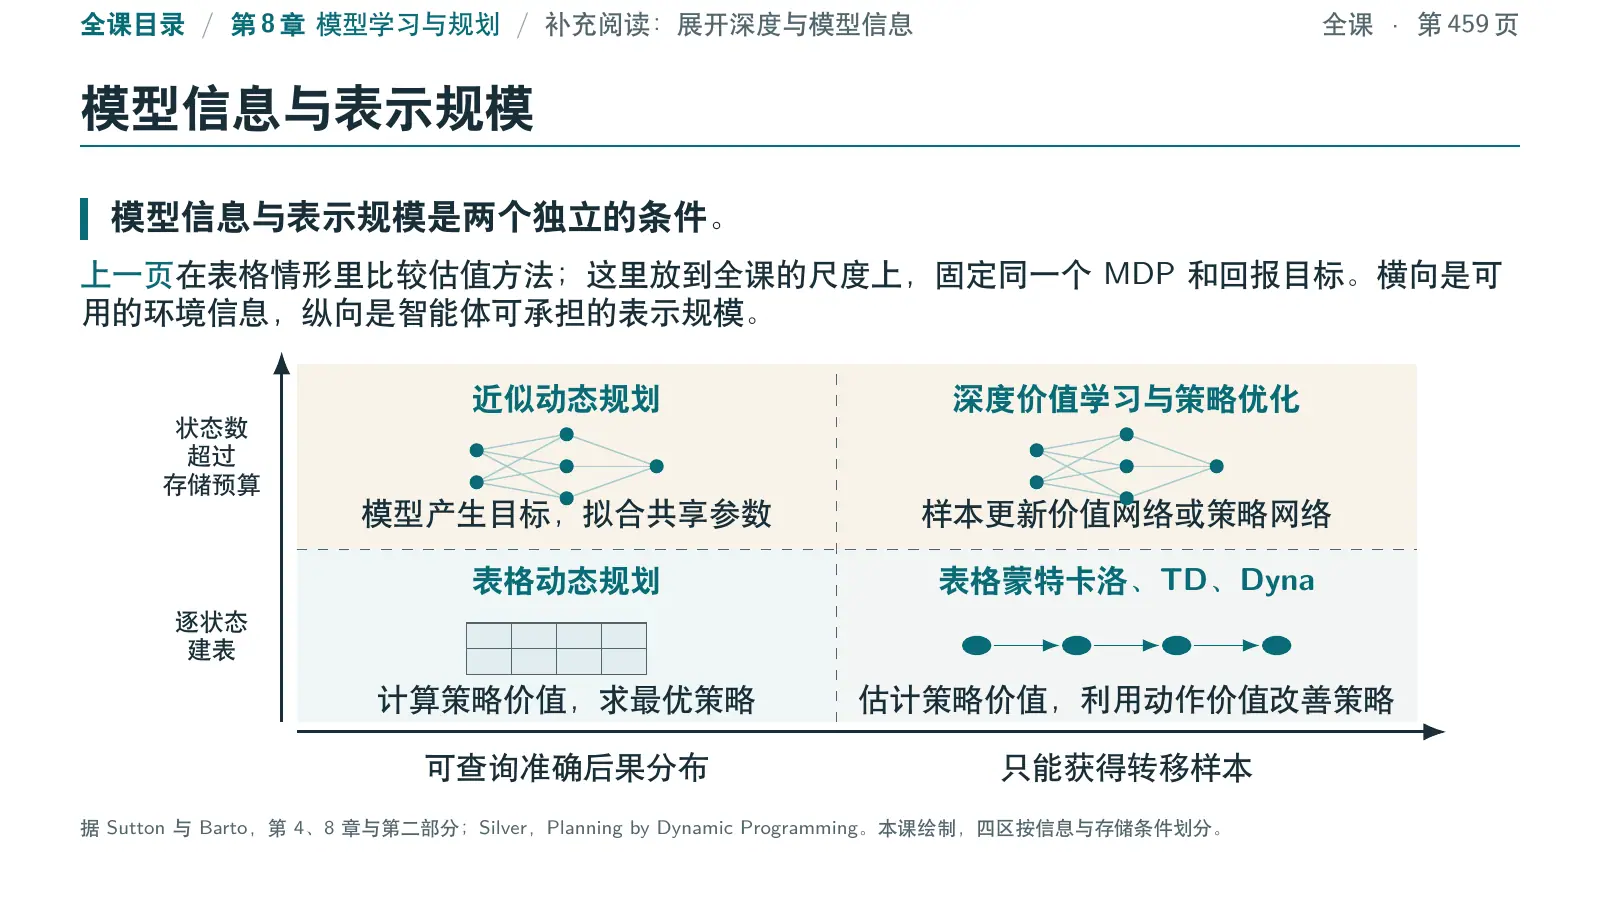 全课目录 / 第 8 章 模型学习与规划 / 补充阅读：展开深度与模型信息
全课 · 第 459 页
模型信息与表示规模
模型信息与表示规模是两个独立的条件。
上一页在表格情形里比较估值方法；这里放到全课的尺度上，固定同一个 MDP 和回报目标。横向是可
用的环境信息，纵向是智能体可承担的表示规模。
状态数
超过
存储预算
近似动态规划
模型产生目标，拟合共享参数
深度价值学习与策略优化
样本更新价值网络或策略网络
逐状态
建表
表格动态规划
计算策略价值，求最优策略
表格蒙特卡洛、TD、Dyna
估计策略价值，利用动作价值改善策略
可查询准确后果分布
只能获得转移样本
据 Sutton 与 Barto，第 4、8 章与第二部分；Silver，Planning by Dynamic Programming。本课绘制，四区按信息与存储条件划分。